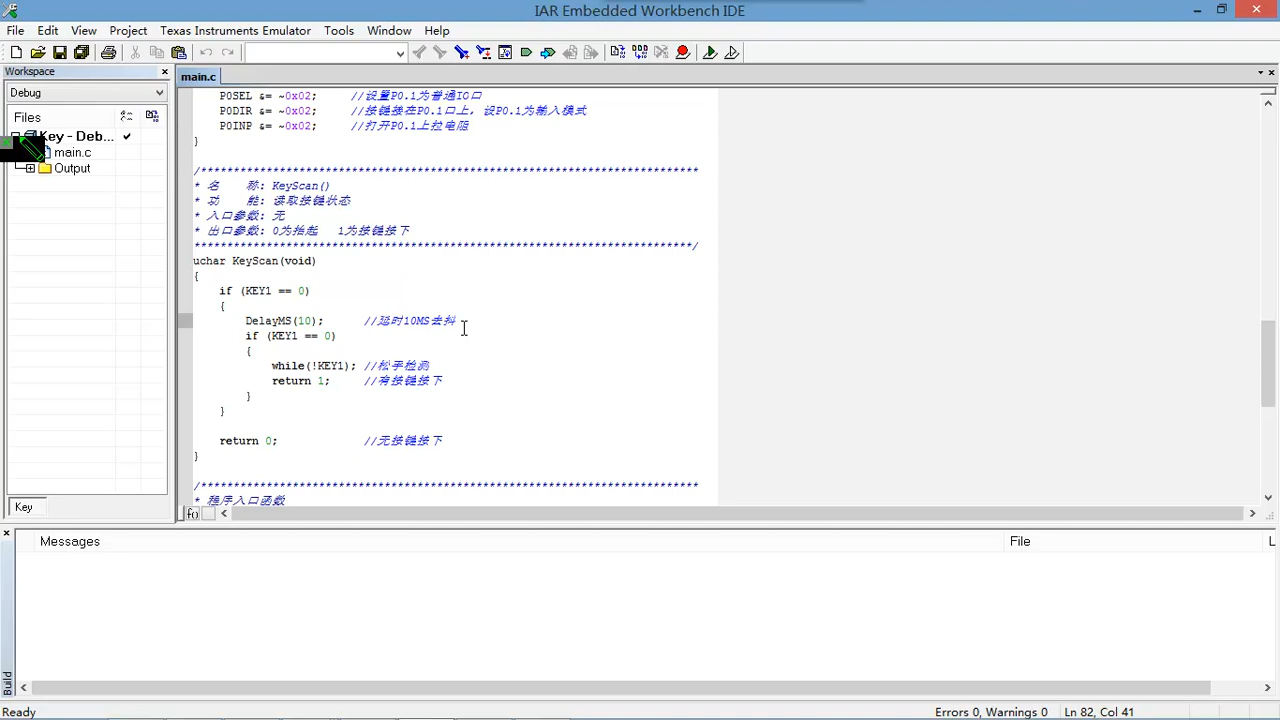 IAR Embedded Workbench IDE
File Edit View Project Texas Instruments Emulator Tools Window Help
Workspace
main.c
Debug
Files
Key - Deb...
main.c
Output
Key
P0SEL &= ~0x02; //设置P0.1为普通IO口
P0DIR &= ~0x02; //按键接在P0.1口上, 设P0.1为输入模式
P0INP &= ~0x02; //打开P0.1上拉电阻
}
/****************************************************************************
* 名 称: KeyScan()
* 功 能: 读取按键状态
* 入口参数: 无
* 出口参数: 0为抬起 1为按键按下
****************************************************************************/
uchar KeyScan(void)
{
if (KEY1 == 0)
{
DelayMS(10); //延时10MS去抖
if (KEY1 == 0)
{
while(!KEY1); //松手检测
return 1; //有按键按下
}
}
return 0; //无按键按下
}
/****************************************************************************
* 程序入口函数
f()
Messages File L
Build
Ready Errors 0, Warnings 0 Ln 82, Col 41